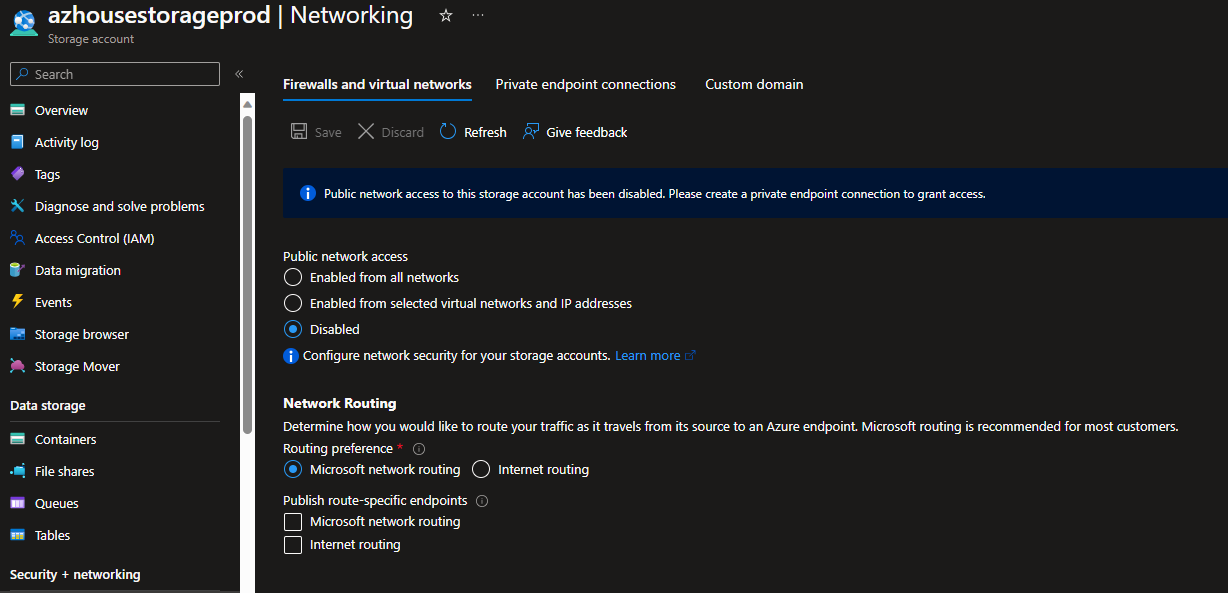 azhousestorageprod | Networking
Storage account
Search
Overview
Activity log
Tags
Diagnose and solve problems
Access Control (IAM)
Data migration
Events
Storage browser
Storage Mover
Data storage
Containers
File shares
Queues
Tables
Security + networking
Firewalls and virtual networks Private endpoint connections Custom domain
Save Discard Refresh Give feedback
Public network access to this storage account has been disabled. Please create a private endpoint connection to grant access.
Public network access
Enabled from all networks
Enabled from selected virtual networks and IP addresses
Disabled
Configure network security for your storage accounts. Learn more
Network Routing
Determine how you would like to route your traffic as it travels from its source to an Azure endpoint. Microsoft routing is recommended for most customers.
Routing preference *
Microsoft network routing Internet routing
Publish route-specific endpoints
Microsoft network routing
Internet routing